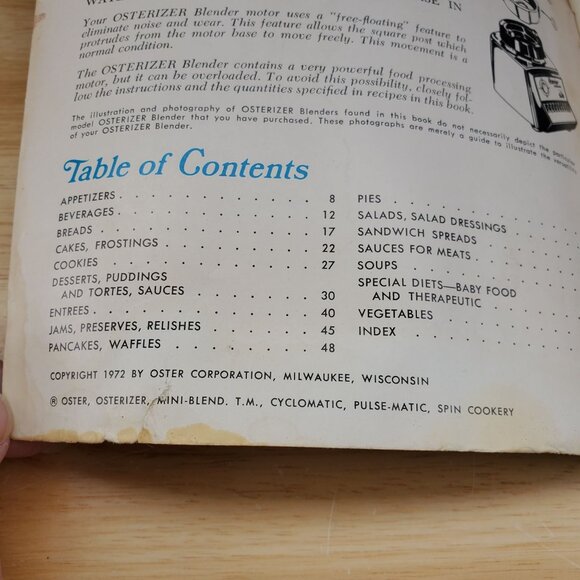 Your OSTERIZER Blender motor uses a "free-floating" feature to
eliminate noise and wear. This feature allows the square post which
protrudes from the motor base to move freely. This movement is a
normal condition.
The OSTERIZER Blender contains a very powerful food processing
motor, but it can be overloaded. To avoid this possibility, closely fol-
low the instructions and the quantities specified in recipes in this book.
The illustration and photography of OSTERIZER Blenders found in this book do not necessarily depict the particular
model OSTERIZER Blender that you have purchased. These photographs are merely a guide to illustrate the
of your OSTERIZER Blender.
Table of Contents
APPETIZERS . . . . . . . . . . . . . 8
BEVERAGES . . . . . . . . . . . . . 12
BREADS . . . . . . . . . . . . . . 17
CAKES, FROSTINGS . . . . . . . . . . 22
COOKIES . . . . . . . . . . . . . . 27
DESSERTS, PUDDINGS
AND TORTES, SAUCES . . . . . . . . 30
ENTREES . . . . . . . . . . . . . . 40
JAMS, PRESERVES, RELISHES . . . . . . . 45
PANCAKES, WAFFLES . . . . . . . . . . 48
PIES . . . . . . . . . .
SALADS, SALAD DRESSINGS . . . .
SANDWICH SPREADS . . . . . .
SAUCES FOR MEATS . . . . . .
SOUPS . . . . . . . . . .
SPECIAL DIETS—BABY FOOD
AND THERAPEUTIC . . . . .
VEGETABLES . . . . . . . .
INDEX . . . . . . . . . .
COPYRIGHT 1972 BY OSTER CORPORATION, MILWAUKEE, WISCONSIN
® OSTER, OSTERIZER, MINI-BLEND. T.M., CYCLOMATIC, PULSE-MATIC, SPIN COOKERY